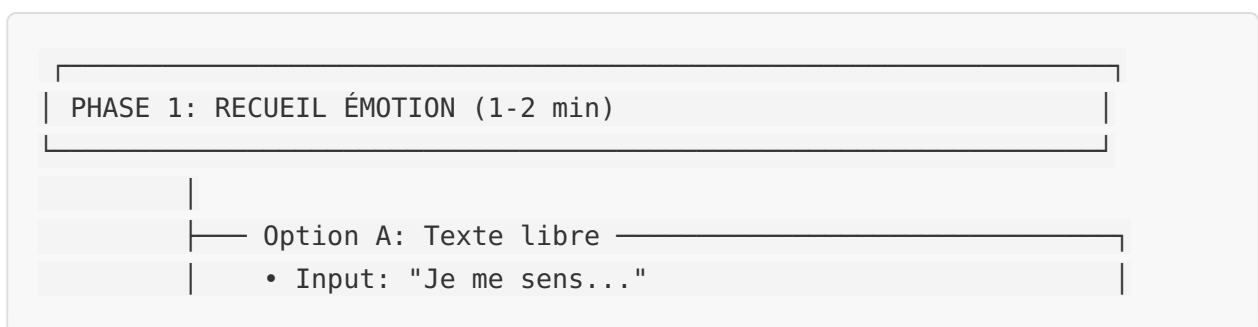 PHASE 1: RECUEIL ÉMOTION (1-2 min)
Option A: Texte libre
• Input: "Je me sens..."